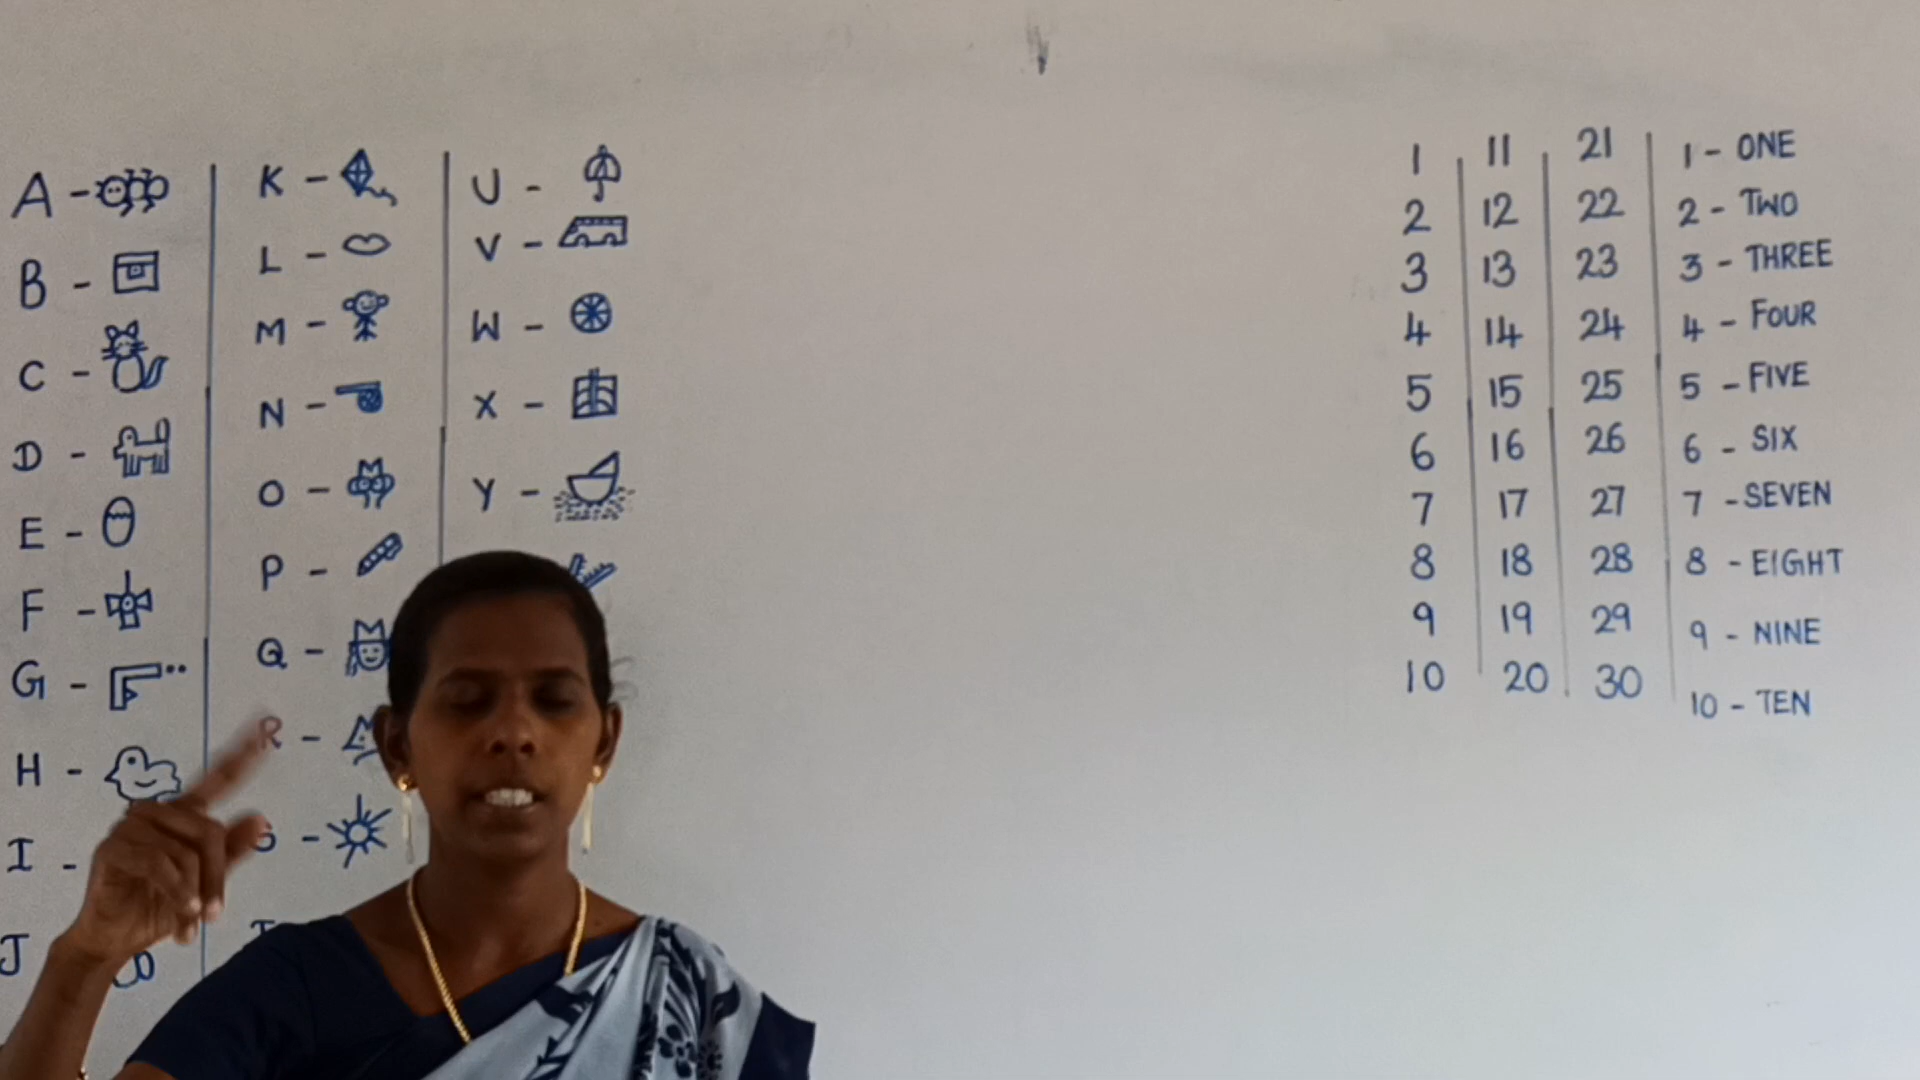 A -
B -
C -
D -
E -
F -
G -
H -
I -
J
K -
L -
M -
N -
O -
P -
Q -
R -
S -
U -
V -
W -
X -
Y -
1 11 21 1 - ONE
2 12 22 2 - TWO
3 13 23 3 - THREE
4 14 24 4 - FOUR
5 15 25 5 - FIVE
6 16 26 6 - SIX
7 17 27 7 - SEVEN
8 18 28 8 - EIGHT
9 19 29 9 - NINE
10 20 30 10 - TEN